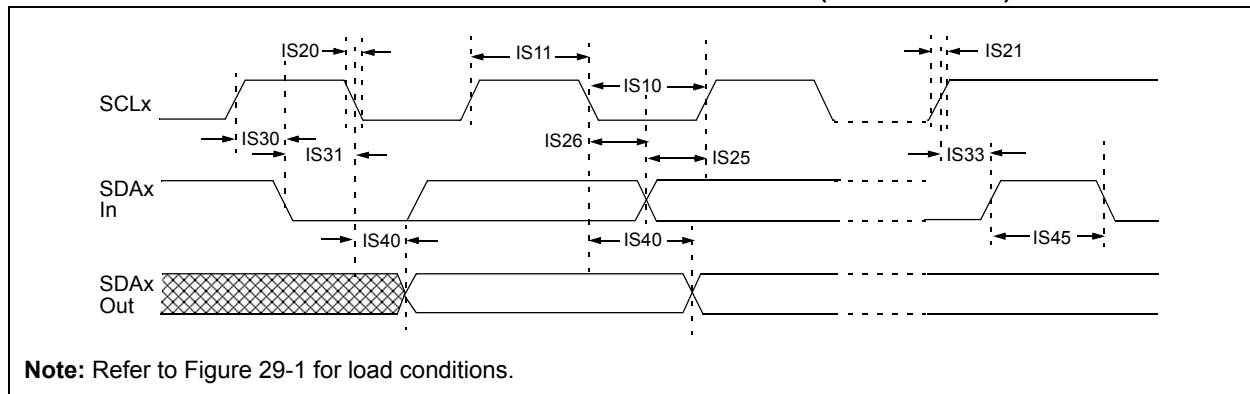 IS20
IS11
IS21
SCLx
IS10
IS30
IS31
IS26
IS25
IS33
SDAx
In
IS40
IS40
IS45
SDAx
Out
Note: Refer to Figure 29-1 for load conditions.